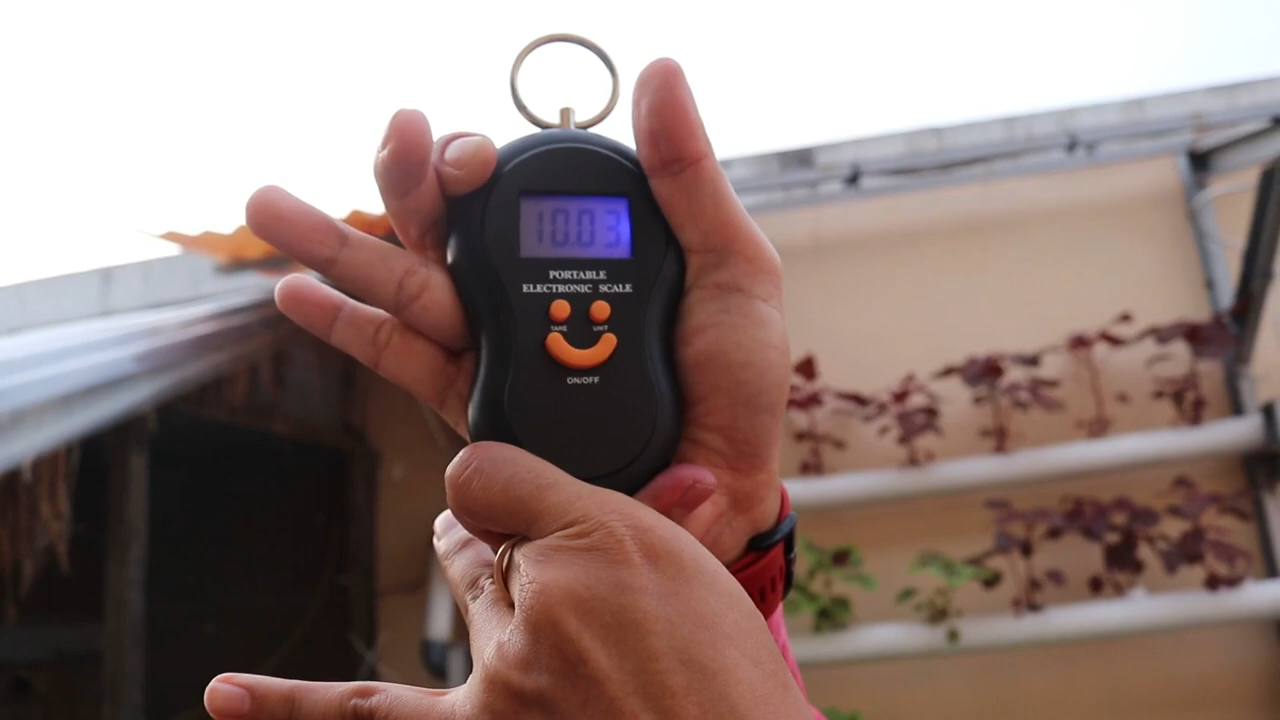 10.03
PORTABLE
ELECTRONIC SCALE
TARE UNIT
ON/OFF